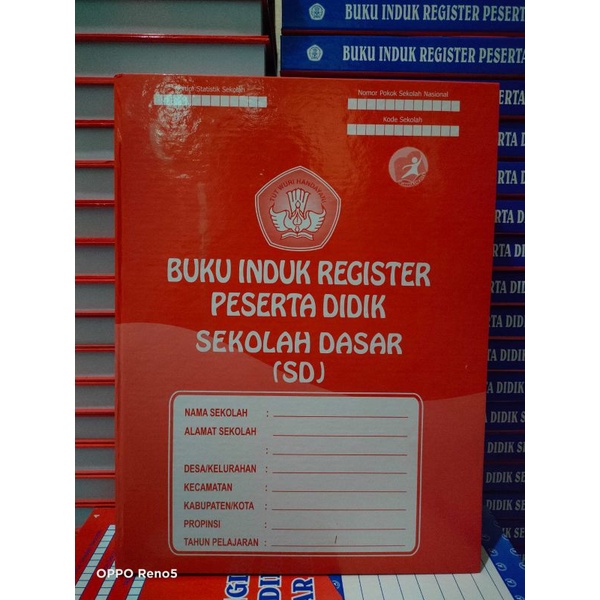 BUKU INDUK REGISTER PESERTA
BUKU INDUK REGISTER PESERTA
Statistik Sekolah
Nomor Pokok Sekolah Nasional
Kode Sekolah
TUT WURI HANDAYANI
BUKU INDUK REGISTER
PESERTA DIDIK
SEKOLAH DASAR
(SD)
NAMA SEKOLAH :
ALAMAT SEKOLAH
:
DESA/KELURAHAN :
KECAMATAN :
KABUPATEN/KOTA :
PROPINSI :
TAHUN PELAJARAN : /
OPPO Reno5